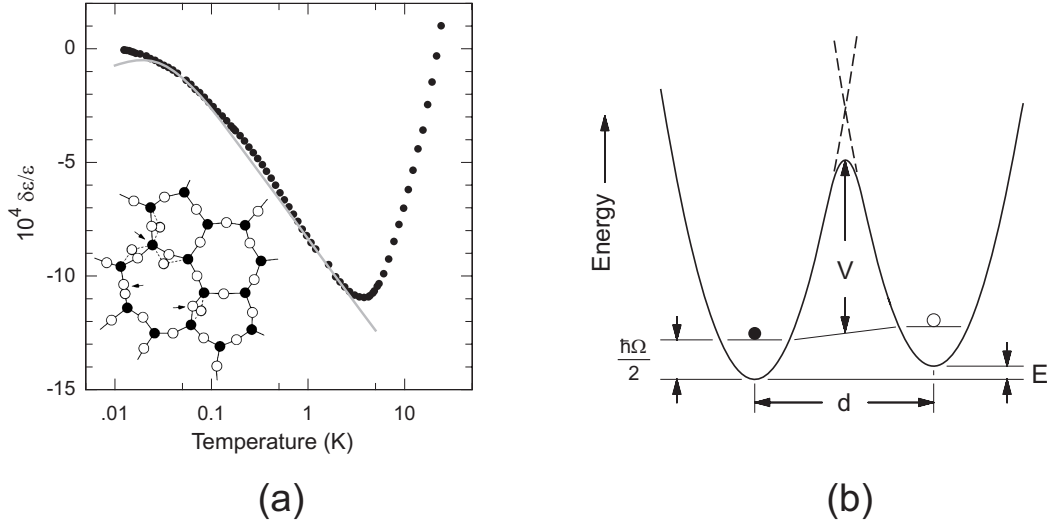 0
-5
-10
-15
10⁴ δε/ε
.01 0.1 1 10
Temperature (K)
(a)
Energy
V
ħΩ
2
E
d
(b)